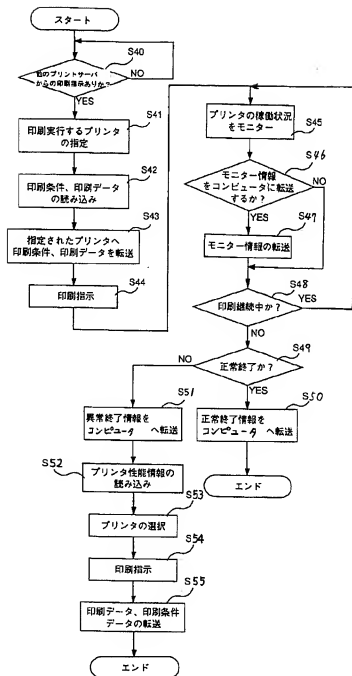 スタート
S40
他のプリントサーバ
からの印刷指示ありか?
NO
YES
S41
印刷実行するプリンタ
の指定
S42
印刷条件、印刷データ
の読み込み
S43
指定されたプリンタへ
印刷条件、印刷データを転送
S44
印刷指示
S45
プリンタの稼働状況
をモニター
S46
モニター情報
をコンピュータに転送
するか?
NO
YES
S47
モニター情報の転送
S48
印刷継続中か?
YES
NO
S49
正常終了か?
NO
YES
S51
異常終了情報を
コンピュータ へ転送
S50
正常終了情報を
コンピュータ へ転送
エンド
S52
プリンタ性能情報の
読み込み
S53
プリンタの選択
S54
印刷指示
S55
印刷データ、印刷条件
データの転送
エンド